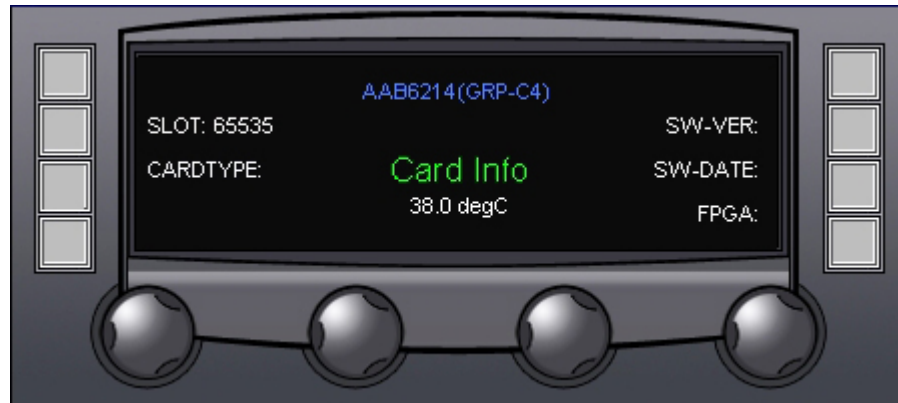 AAB6214(GRP-C4)
SLOT: 65535
SW-VER:
CARDTYPE:
Card Info
SW-DATE:
38.0 degC
FPGA: